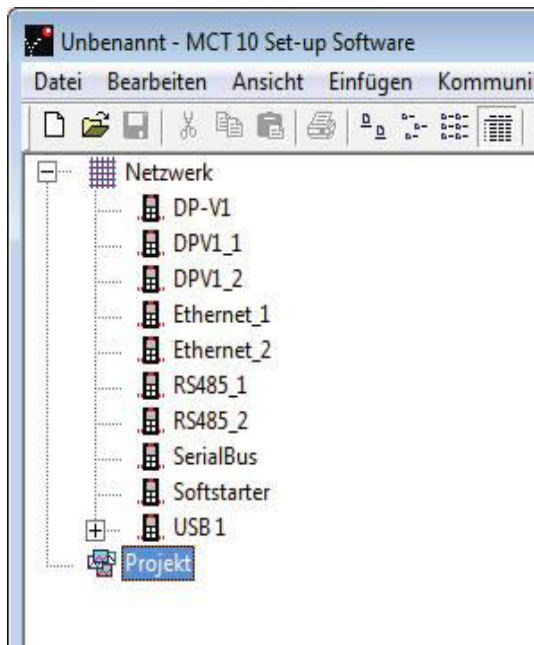 Unbenannt - MCT 10 Set-up Software
Datei Bearbeiten Ansicht Einfügen Kommuni
Netzwerk
DP-V1
DPV1_1
DPV1_2
Ethernet_1
Ethernet_2
RS485_1
RS485_2
SerialBus
Softstarter
USB 1
Projekt